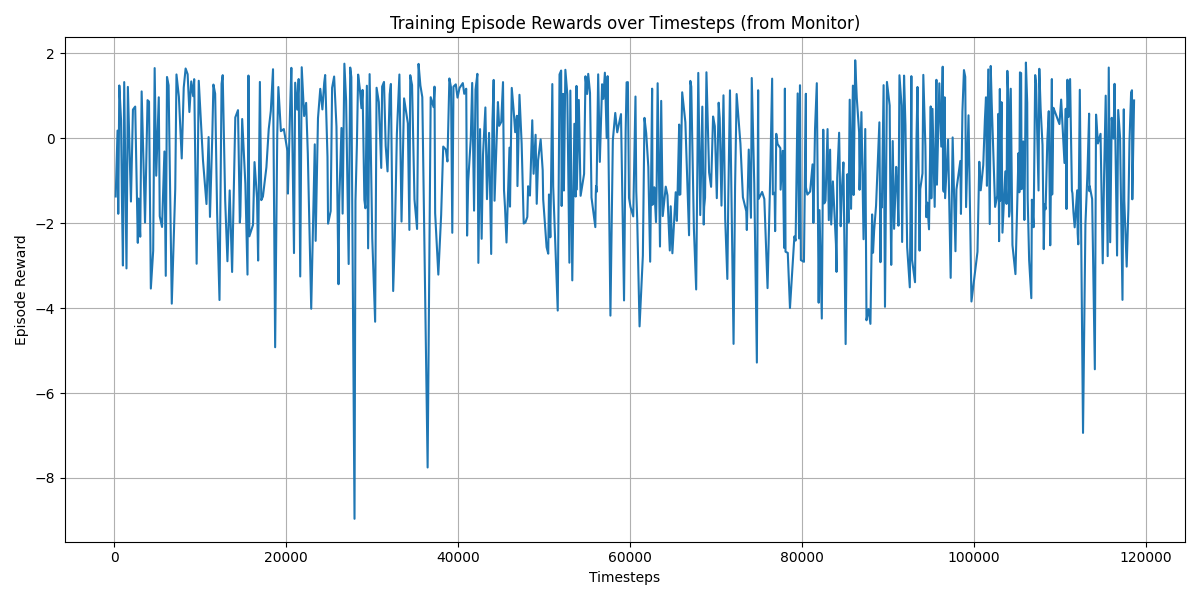 Training Episode Rewards over Timesteps (from Monitor)
2
0
−2
−4
−6
−8
Episode Reward
0 20000 40000 60000 80000 100000 120000
Timesteps